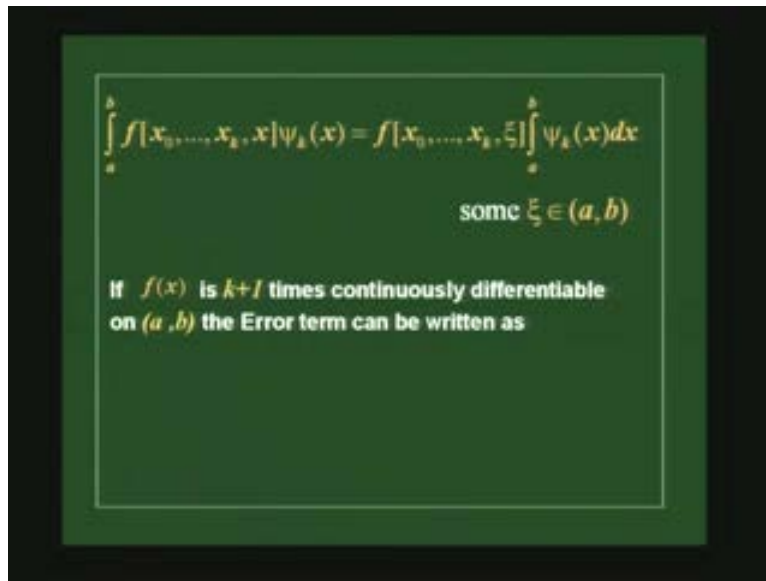 ∫ₐᵇ f[x₀,...,xₖ,x]ψₖ(x) = f[x₀,...,xₖ,ξ]∫ₐᵇ ψₖ(x)dx
some ξ ∈ (a,b)
If f(x) is k+1 times continuously differentiable
on (a ,b) the Error term can be written as